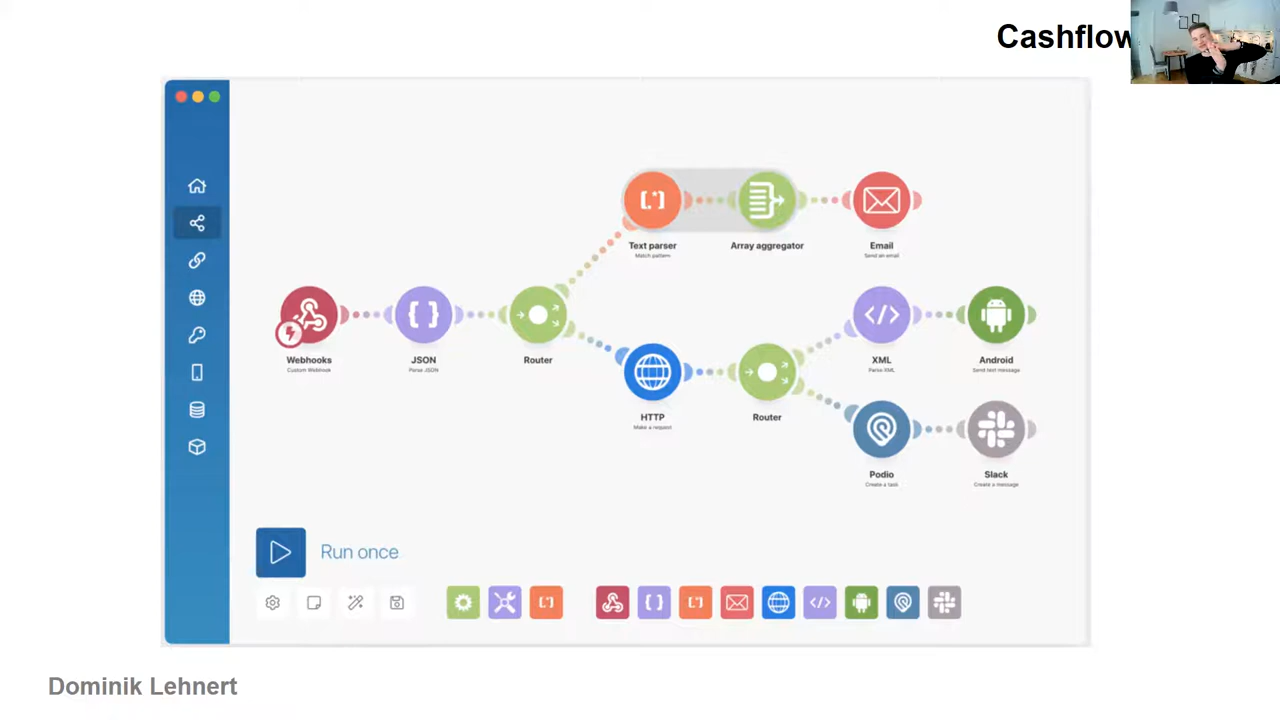 Cashflow
Text parser
Match pattern
Array aggregator
Email
Send an email
Webhooks
Custom Webhook
JSON
Parse JSON
Router
HTTP
Make a request
Router
XML
Parse XML
Android
Send text message
Podio
Create a task
Slack
Create a message
Run once
Dominik Lehnert